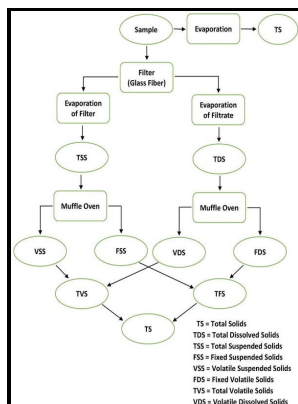 Sample
Evaporation
TS
Filter
(Glass Fiber)
Evaporation
of Filter
Evaporation
of Filtrate
TSS
TDS
Muffle Oven
Muffle Oven
VSS
FSS
VDS
FDS
TVS
TFS
TS
TS = Total Solids
TDS = Total Dissolved Solids
TSS = Total Suspended Solids
FSS = Fixed Suspended Solids
VSS = Volatile Suspended Solids
FDS = Fixed Volatile Solids
TVS = Total Volatile Solids
VDS = Volatile Dissolved Solids